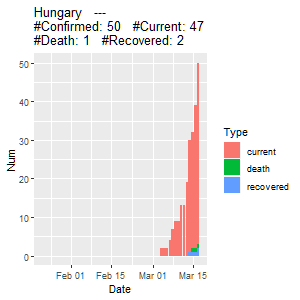 Hungary   ---
#Confirmed: 50   #Current: 47
#Death: 1   #Recovered: 2
50
40
30
20
10
0
Num
Feb 01
Feb 15
Mar 01
Mar 15
Date
Type
current
death
recovered